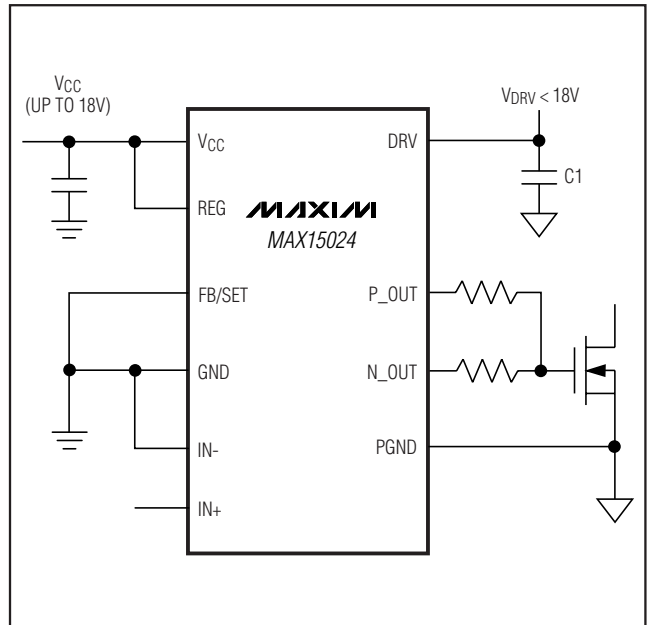 VCC
(UP TO 18V)
VDRV < 18V
VCC
DRV
C1
REG
MAXIM
MAX15024
FB/SET
P_OUT
GND
N_OUT
IN-
PGND
IN+